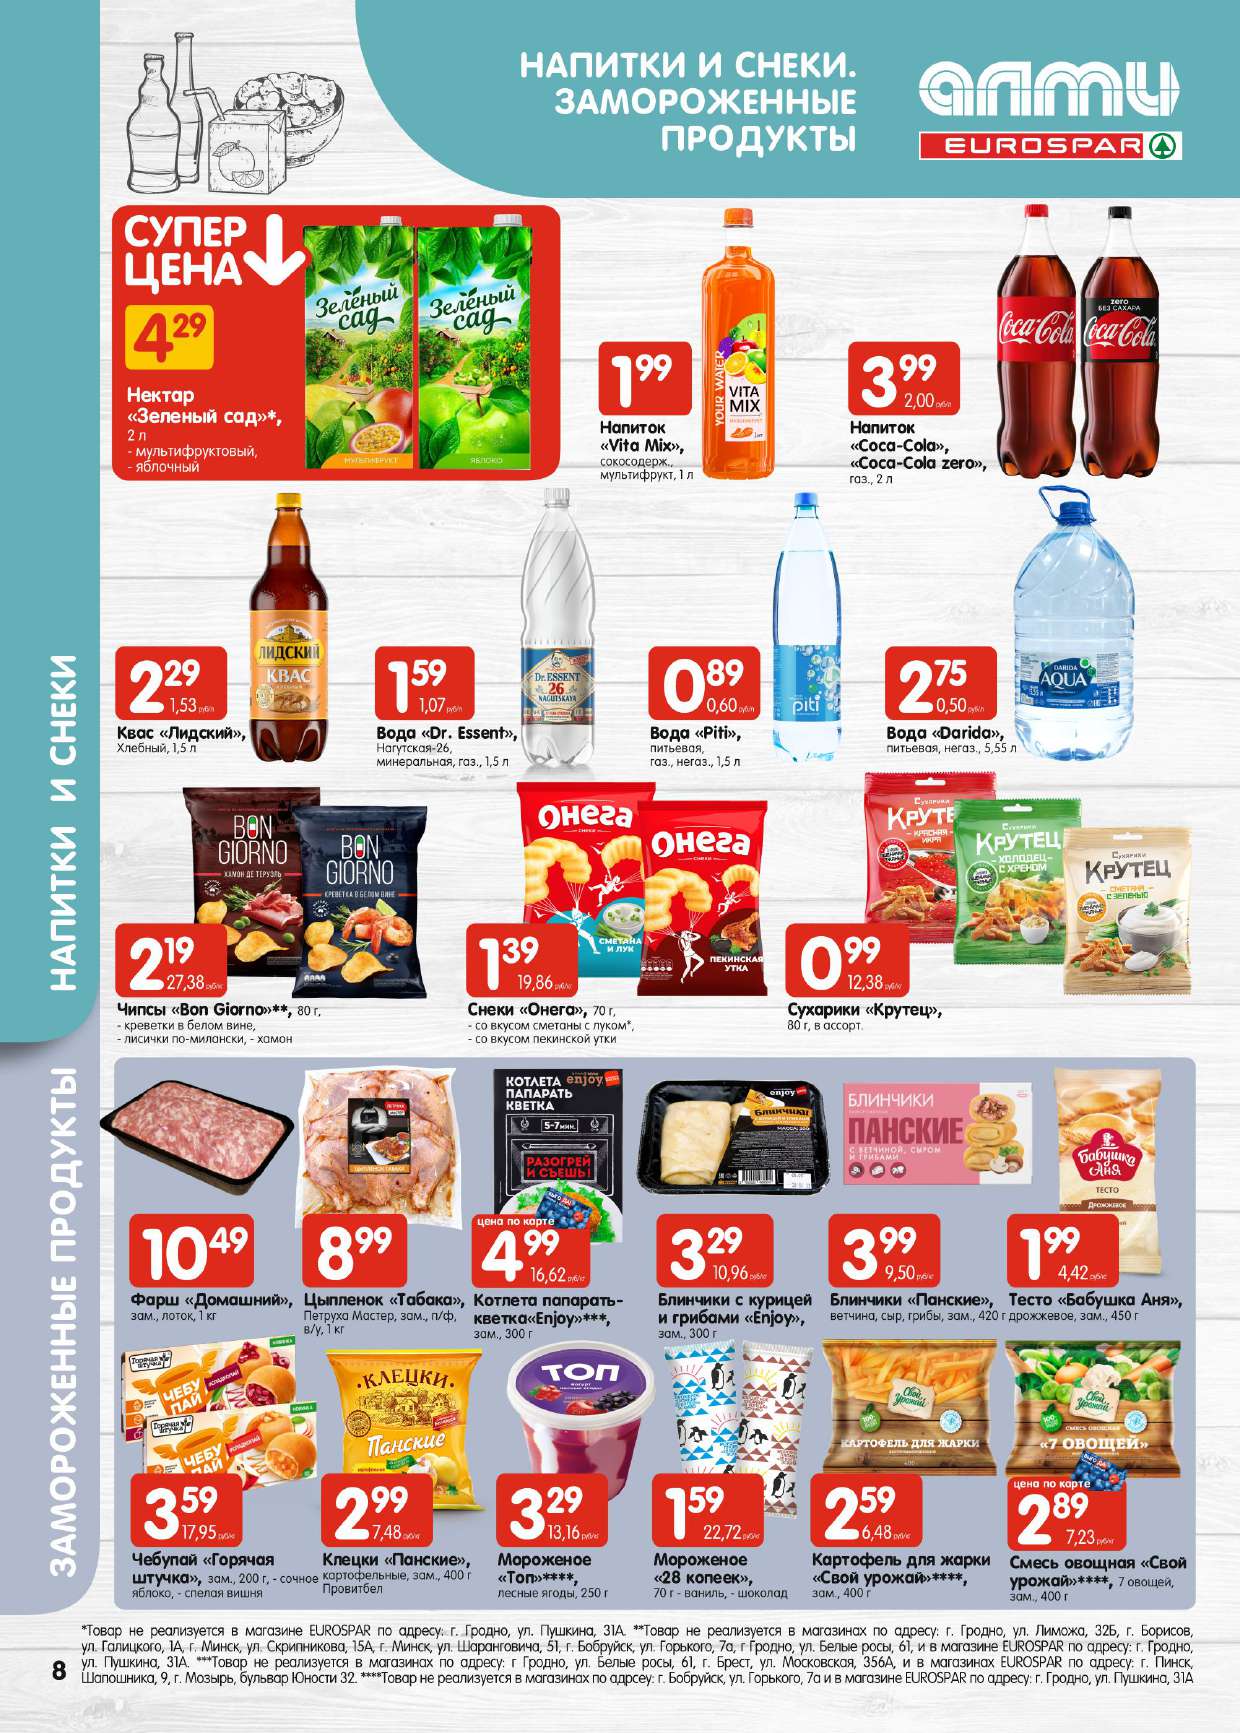 НАПИТКИ И СНЕКИ.
ЗАМОРОЖЕННЫЕ
ПРОДУКТЫ
АЛМИ
EUROSPAR
НАПИТКИ И СНЕКИ
ЗАМОРОЖЕННЫЕ ПРОДУКТЫ
СУПЕР
ЦЕНА
4 29
Нектар
«Зеленый сад»*,
2 л
- мультифруктовый,
- яблочный
Зелёный сад
МУЛЬТИФРУКТ
Зелёный сад
ЯБЛОКО
1 99
Напиток
«Vita Mix»,
сокосодерж.,
мультифрукт, 1 л
YOUR WATER
VITA
MIX
3 99
2,00 руб/л
Напиток
«Coca-Cola»,
«Coca-Cola zero»,
газ., 2 л
Coca-Cola
zero
БЕЗ САХАРА
Coca-Cola
2 29
1,53 руб/л
Квас «Лидский»,
Хлебный, 1,5 л
ЛИДСКИЙ
КВАС
1 59
1,07 руб/л
Вода «Dr. Essent»,
Нагутская-26,
минеральная, газ., 1,5 л
Dr.ESSENT
26
NAGUTSKAYA
0 89
0,60 руб/л
Вода «Piti»,
питьевая,
газ., негаз., 1,5 л
piti
2 75
0,50 руб/л
Вода «Darida»,
питьевая, негаз., 5,55 л
DARIDA
AQUA
2 19
27,38 руб/кг
Чипсы «Bon Giorno»**, 80 г,
- креветки в белом вине,
- лисички по-милански, - хамон
BON
GIORNO
ХАМОН ДЕ ТЕРУЭЛЬ
BON
GIORNO
КРЕВЕТКА В БЕЛОМ ВИНЕ
1 39
19,86 руб/кг
Снеки «Онега», 70 г,
- со вкусом сметаны с луком*,
- со вкусом пекинской утки
Онега
СНЕКИ
СМЕТАНА
И ЛУК
Онега
СНЕКИ
ПЕКИНСКАЯ
УТКА
0 99
12,38 руб/кг
Сухарики «Крутец»,
80 г, в ассорт.
СУХАРИКИ
КРУТЕЦ
КРАСНАЯ
ИКРА
СУХАРИКИ
КРУТЕЦ
ХОЛОДЕЦ
С ХРЕНОМ
СУХАРИКИ
КРУТЕЦ
СМЕТАНА
С ЗЕЛЕНЬЮ
10 49
Фарш «Домашний»,
зам., лоток, 1 кг
8 99
Цыпленок «Табака»,
Петруха Мастер, зам., п/ф,
в/у, 1 кг
ЦЫПЛЕНОК ТАБАКА
КОТЛЕТА enjoy
ПАПАРАТЬ
КВЕТКА
5-7 МИН.
РАЗОГРЕЙ
И СЪЕШЬ!
цена по карте
4 99
16,62 руб/кг
Котлета папарать-
кветка«Enjoy»***,
зам., 300 г
enjoy
Блинчики
3 29
10,96 руб/кг
Блинчики с курицей
и грибами «Enjoy»,
зам., 300 г
БЛИНЧИКИ
ПАНСКИЕ
С ВЕТЧИНОЙ, СЫРОМ
И ГРИБАМИ
3 99
9,50 руб/кг
Блинчики «Панские»,
ветчина, сыр, грибы, зам., 420 г
Бабушка
Аня
ТЕСТО
ДРОЖЖЕВОЕ
1 99
4,42 руб/кг
Тесто «Бабушка Аня»,
дрожжевое, зам., 450 г
Горячая штучка
ЧЕБУ
ПАЙ
Горячая штучка
ЧЕБУ
ПАЙ
3 59
17,95 руб/кг
Чебупай «Горячая
штучка», зам., 200 г, - сочное
яблоко, - спелая вишня
КЛЕЦКИ
Панские
2 99
7,48 руб/кг
Клецки «Панские»,
картофельные, зам., 400 г
Провитбел
ТОП
3 29
13,16 руб/кг
Мороженое
«Топ»****,
лесные ягоды, 250 г
1 59
22,72 руб/кг
Мороженое
«28 копеек»,
70 г - ваниль, - шоколад
Свой урожай
КАРТОФЕЛЬ ДЛЯ ЖАРКИ
2 59
6,48 руб/кг
Картофель для жарки
«Свой урожай»****,
зам., 400 г
Свой урожай
СМЕСЬ ОВОЩНАЯ
«7 ОВОЩЕЙ»
цена по карте
2 89
7,23 руб/кг
Смесь овощная «Свой
урожай»****, 7 овощей,
зам., 400 г
*Товар не реализуется в магазине EUROSPAR по адресу: г. Гродно, ул. Пушкина, 31А. **Товар не реализуется в магазинах по адресу: г. Гродно, ул. Лиможа, 32Б, г. Борисов,
ул. Галицкого, 1А, г. Минск, ул. Скрипникова, 15А, г. Минск, ул. Шаранговича, 51, г. Бобруйск, ул. Горького, 7а, г Гродно, ул. Белые росы, 61, и в магазине EUROSPAR по адресу: г. Гродно,
ул. Пушкина, 31А. ***Товар не реализуется в магазинах по адресу: г Гродно, ул. Белые росы, 61, г. Брест, ул. Московская, 356А, и в магазинах EUROSPAR по адресу: г. Пинск,
Шапошника, 9, г. Мозырь, бульвар Юности 32. ****Товар не реализуется в магазинах по адрсеу: г. Бобруйск, ул. Горького, 7а и в магазине EUROSPAR по адресу: г. Гродно, ул. Пушкина, 31А
8